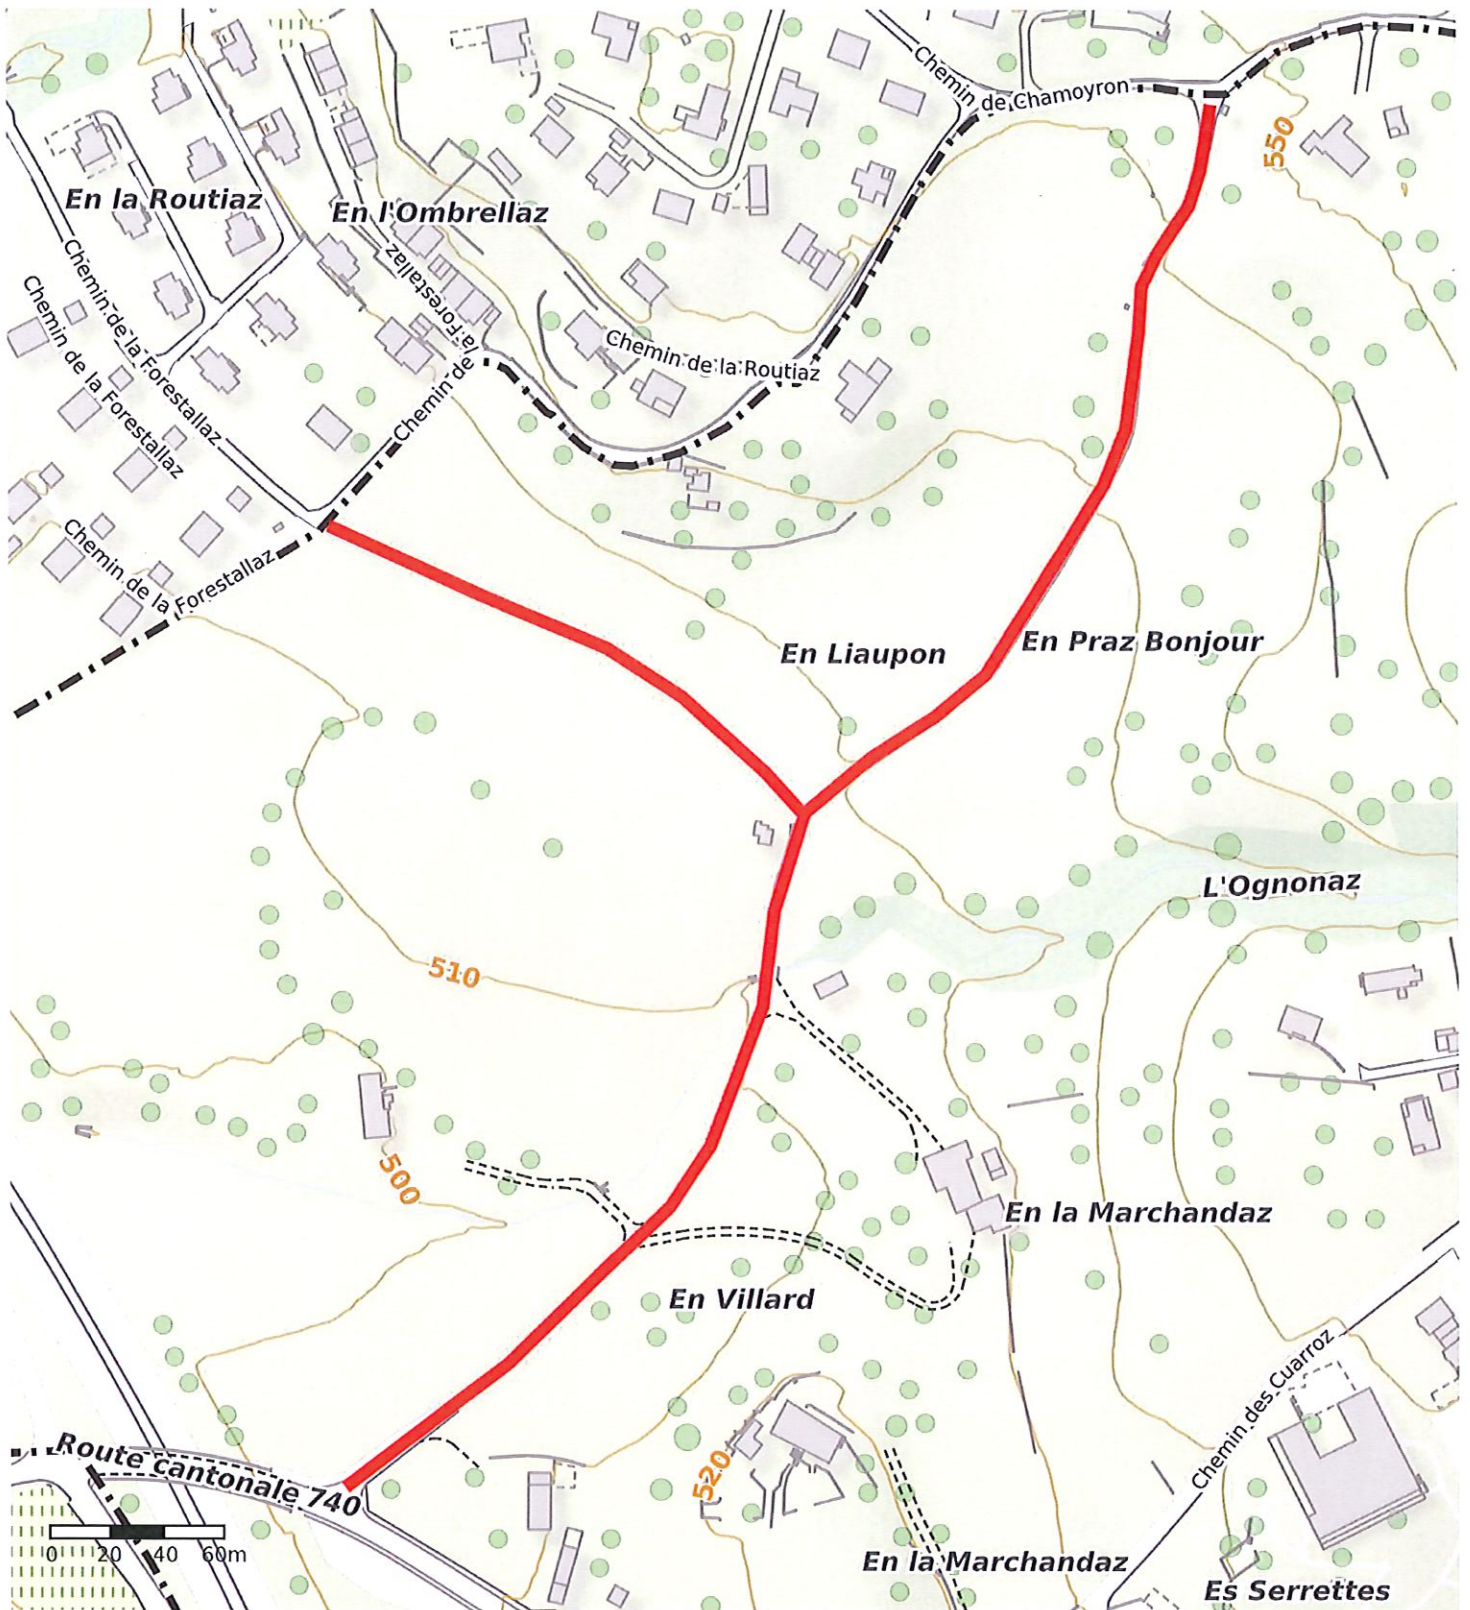 Chemin de Chamoyron
550
En la Routiaz
En l'Ombrellaz
Chemin de la Forestallaz
Chemin de la Forestallaz
Chemin de la Forestallaz
Chemin de la Routiaz
Chemin de la Forestallaz
En Liaupon
En Praz Bonjour
L'Ognonaz
510
500
En la Marchandaz
En Villard
Chemin des Cuarroz
Route cantonale 740
520
0 20 40 60m
En la Marchandaz
Es Serrettes